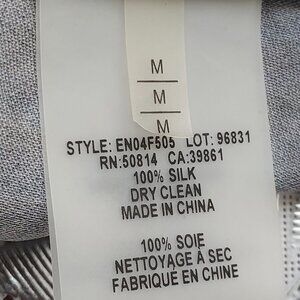 M
M
M
STYLE: EN04F505 LOT: 96831
RN:50814 CA:39861
100% SILK
DRY CLEAN
MADE IN CHINA
100% SOIE
NETTOYAGE À SEC
FABRIQUÉ EN CHINE